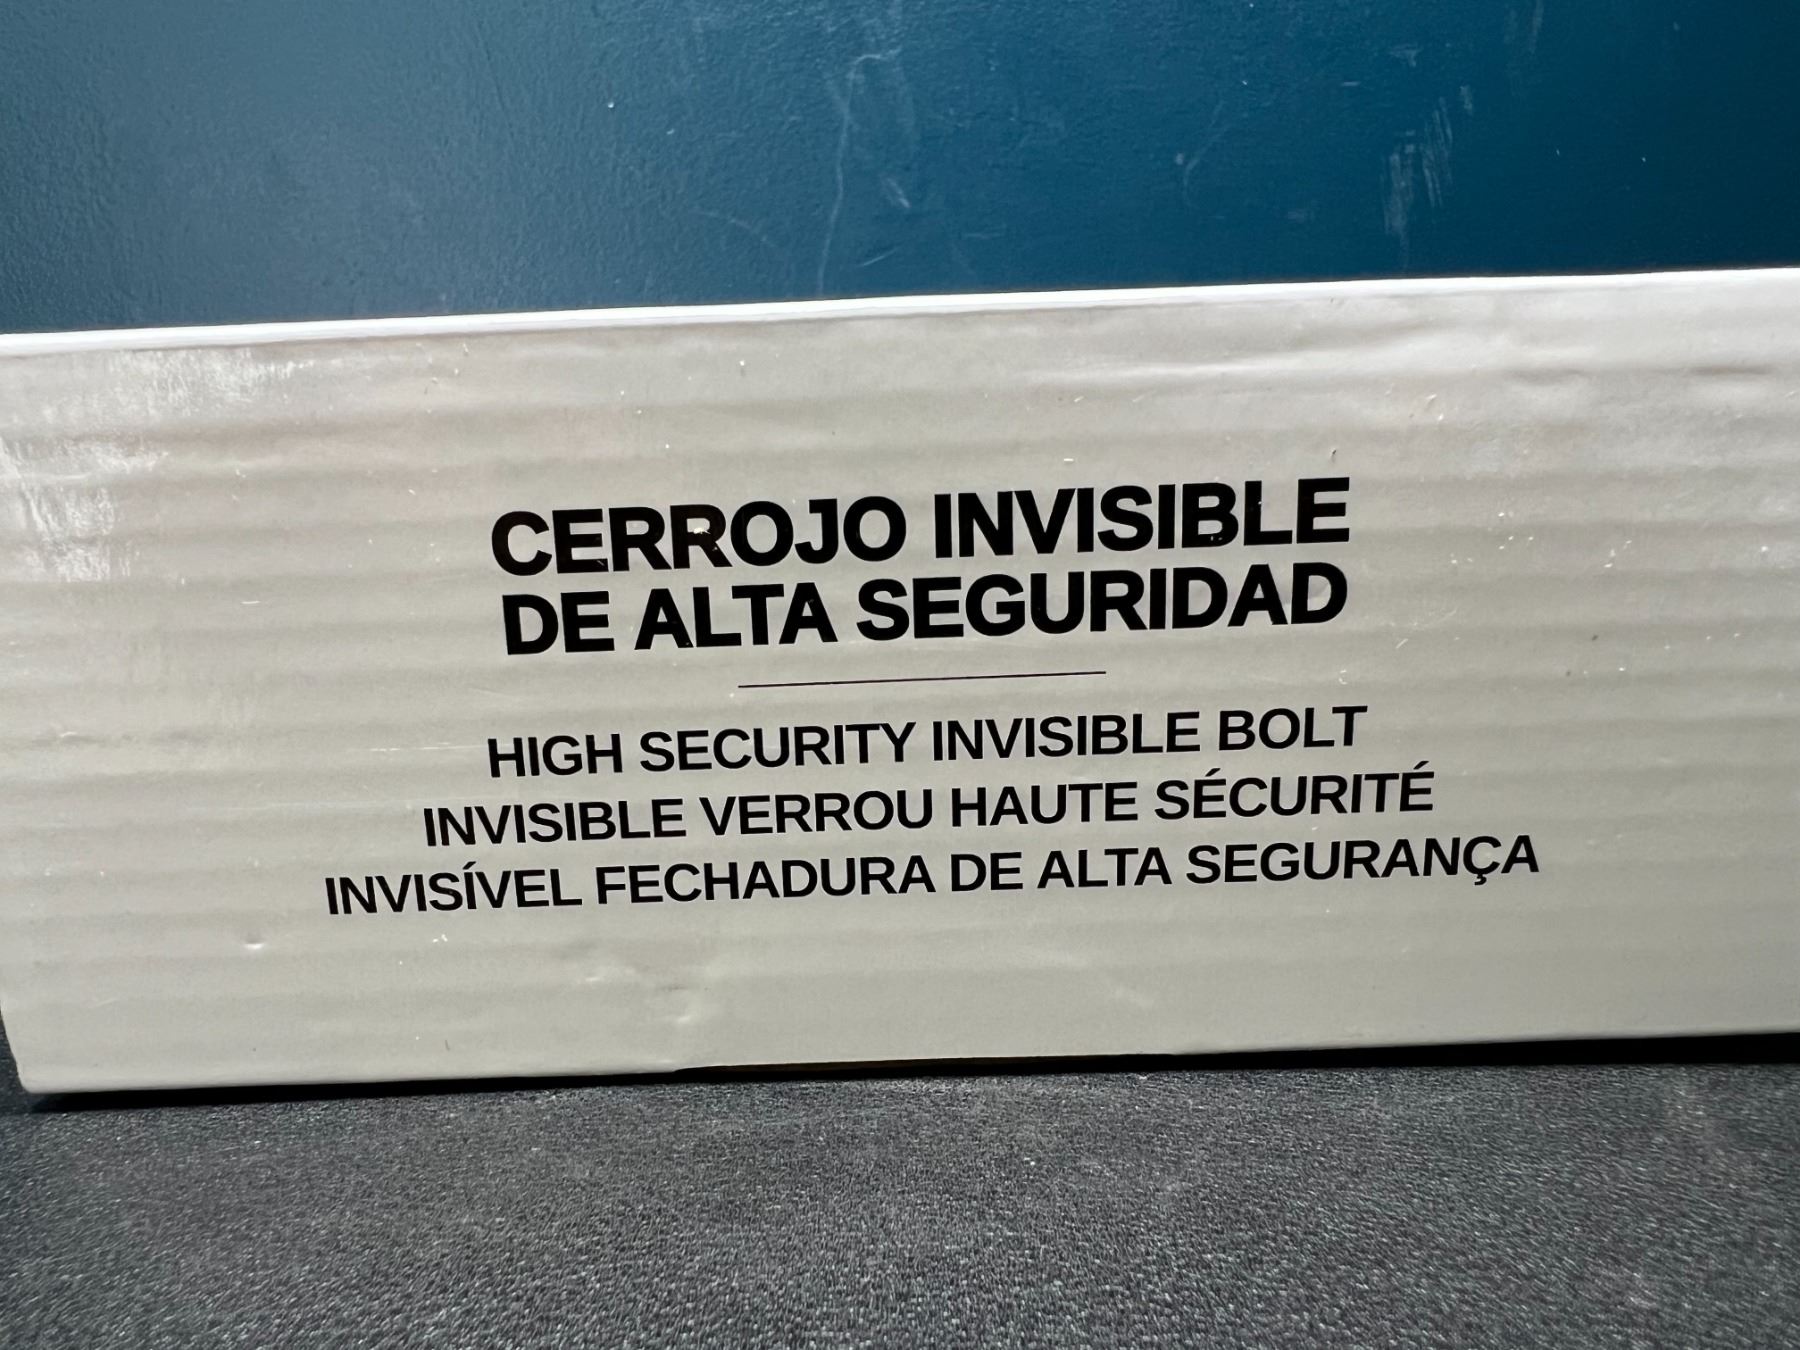 CERROJO INVISIBLE
DE ALTA SEGURIDAD
HIGH SECURITY INVISIBLE BOLT
INVISIBLE VERROU HAUTE SÉCURITÉ
INVISÍVEL FECHADURA DE ALTA SEGURANÇA